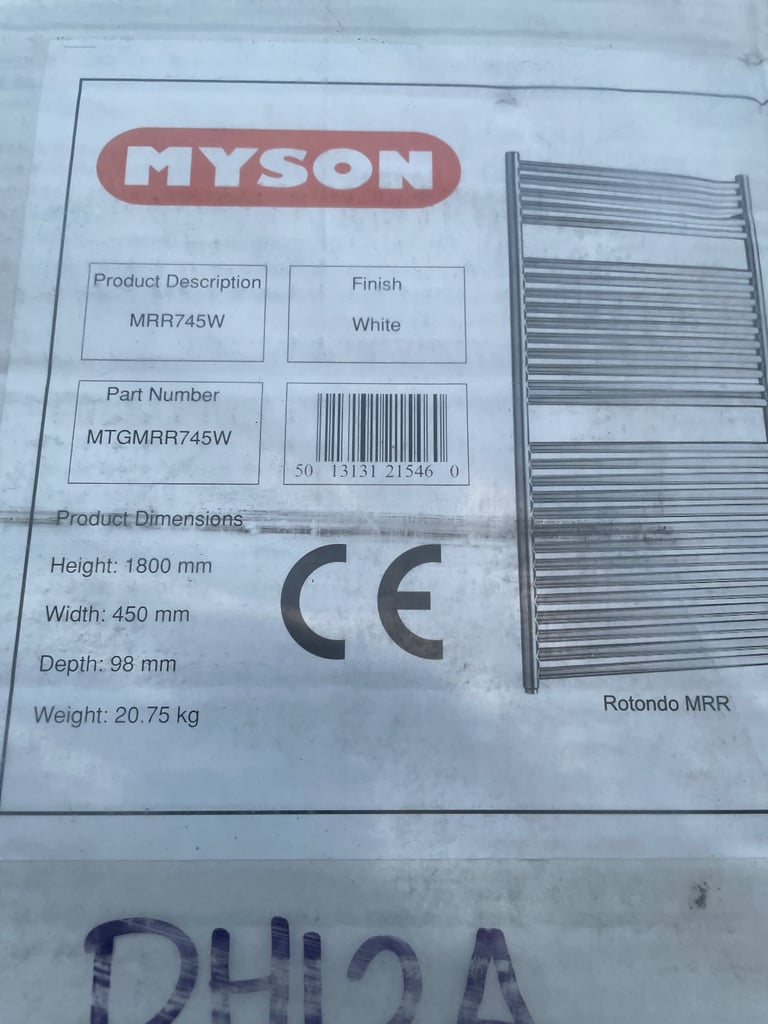 MYSON
Product Description
MRR745W
Finish
White
Part Number
MTGMRR745W
50 13131 21546 0
Product Dimensions
Height: 1800 mm
Width: 450 mm
Depth: 98 mm
Weight: 20.75 kg
CE
Rotondo MRR